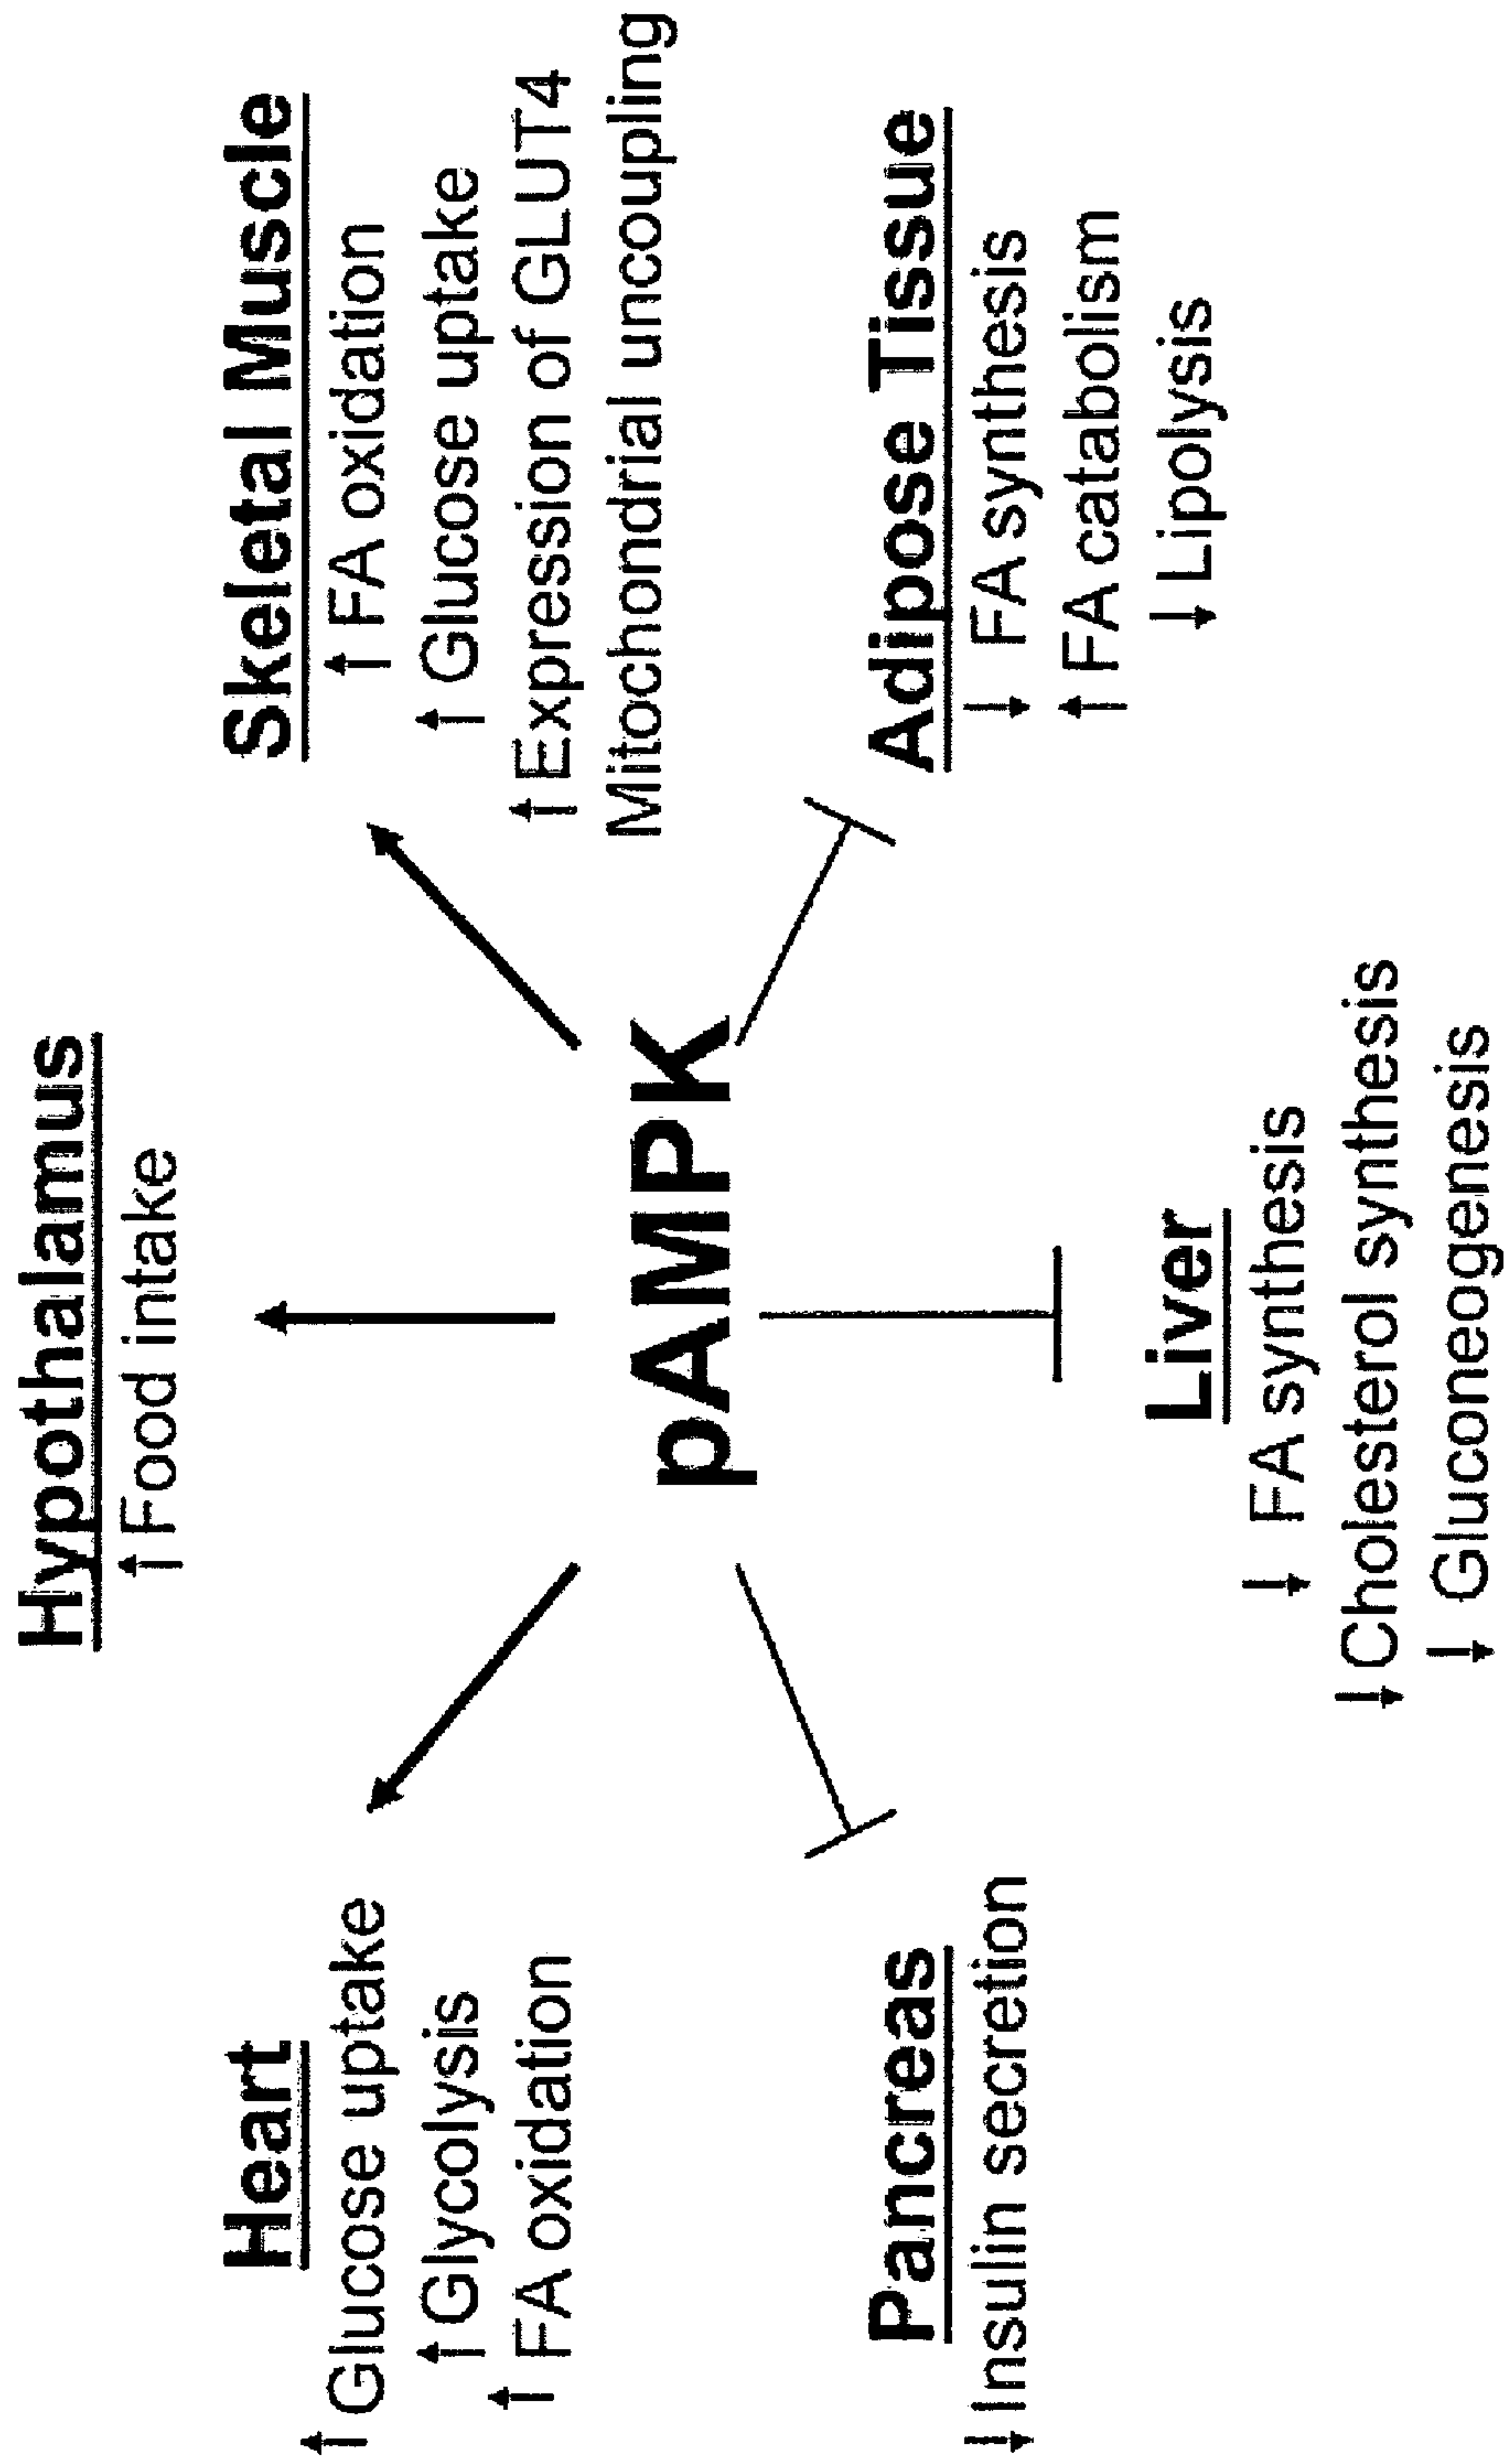 Hypothalamus
↑Food intake
Heart
↑Glucose uptake
↑Glycolysis
↑FA oxidation
Skeletal Muscle
↑FA oxidation
↑Glucose uptake
↑Expression of GLUT4
Mitochondrial uncoupling
pAMPK
Pancreas
↓Insulin secretion
Adipose Tissue
↓ FA synthesis
↑FA catabolism
↓Lipolysis
Liver
↓ FA synthesis
↓Cholesterol synthesis
↓ Gluconeogenesis